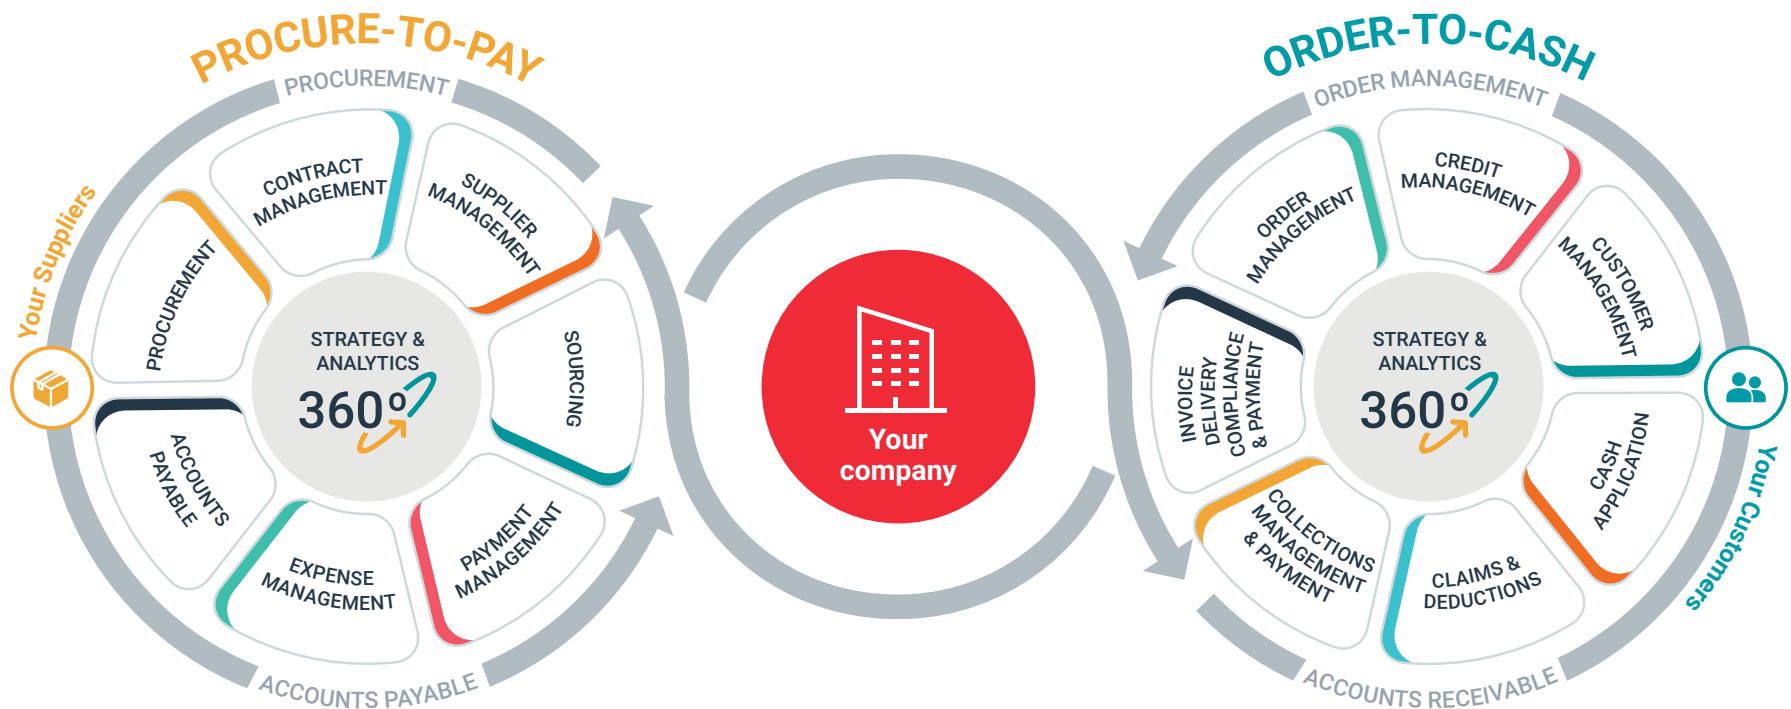 PROCURE-TO-PAY
PROCUREMENT
Your Suppliers
CONTRACT
MANAGEMENT
SUPPLIER
MANAGEMENT
SOURCING
PAYMENT
MANAGEMENT
EXPENSE
MANAGEMENT
ACCOUNTS
PAYABLE
PROCUREMENT
STRATEGY &
ANALYTICS
360º
ACCOUNTS PAYABLE
Your
company
ORDER-TO-CASH
ORDER MANAGEMENT
ORDER
MANAGEMENT
CREDIT
MANAGEMENT
CUSTOMER
MANAGEMENT
CASH
APPLICATION
CLAIMS &
DEDUCTIONS
COLLECTIONS
MANAGEMENT
& PAYMENT
INVOICE
DELIVERY
COMPLIANCE
& PAYMENT
STRATEGY &
ANALYTICS
360º
Your Customers
ACCOUNTS RECEIVABLE